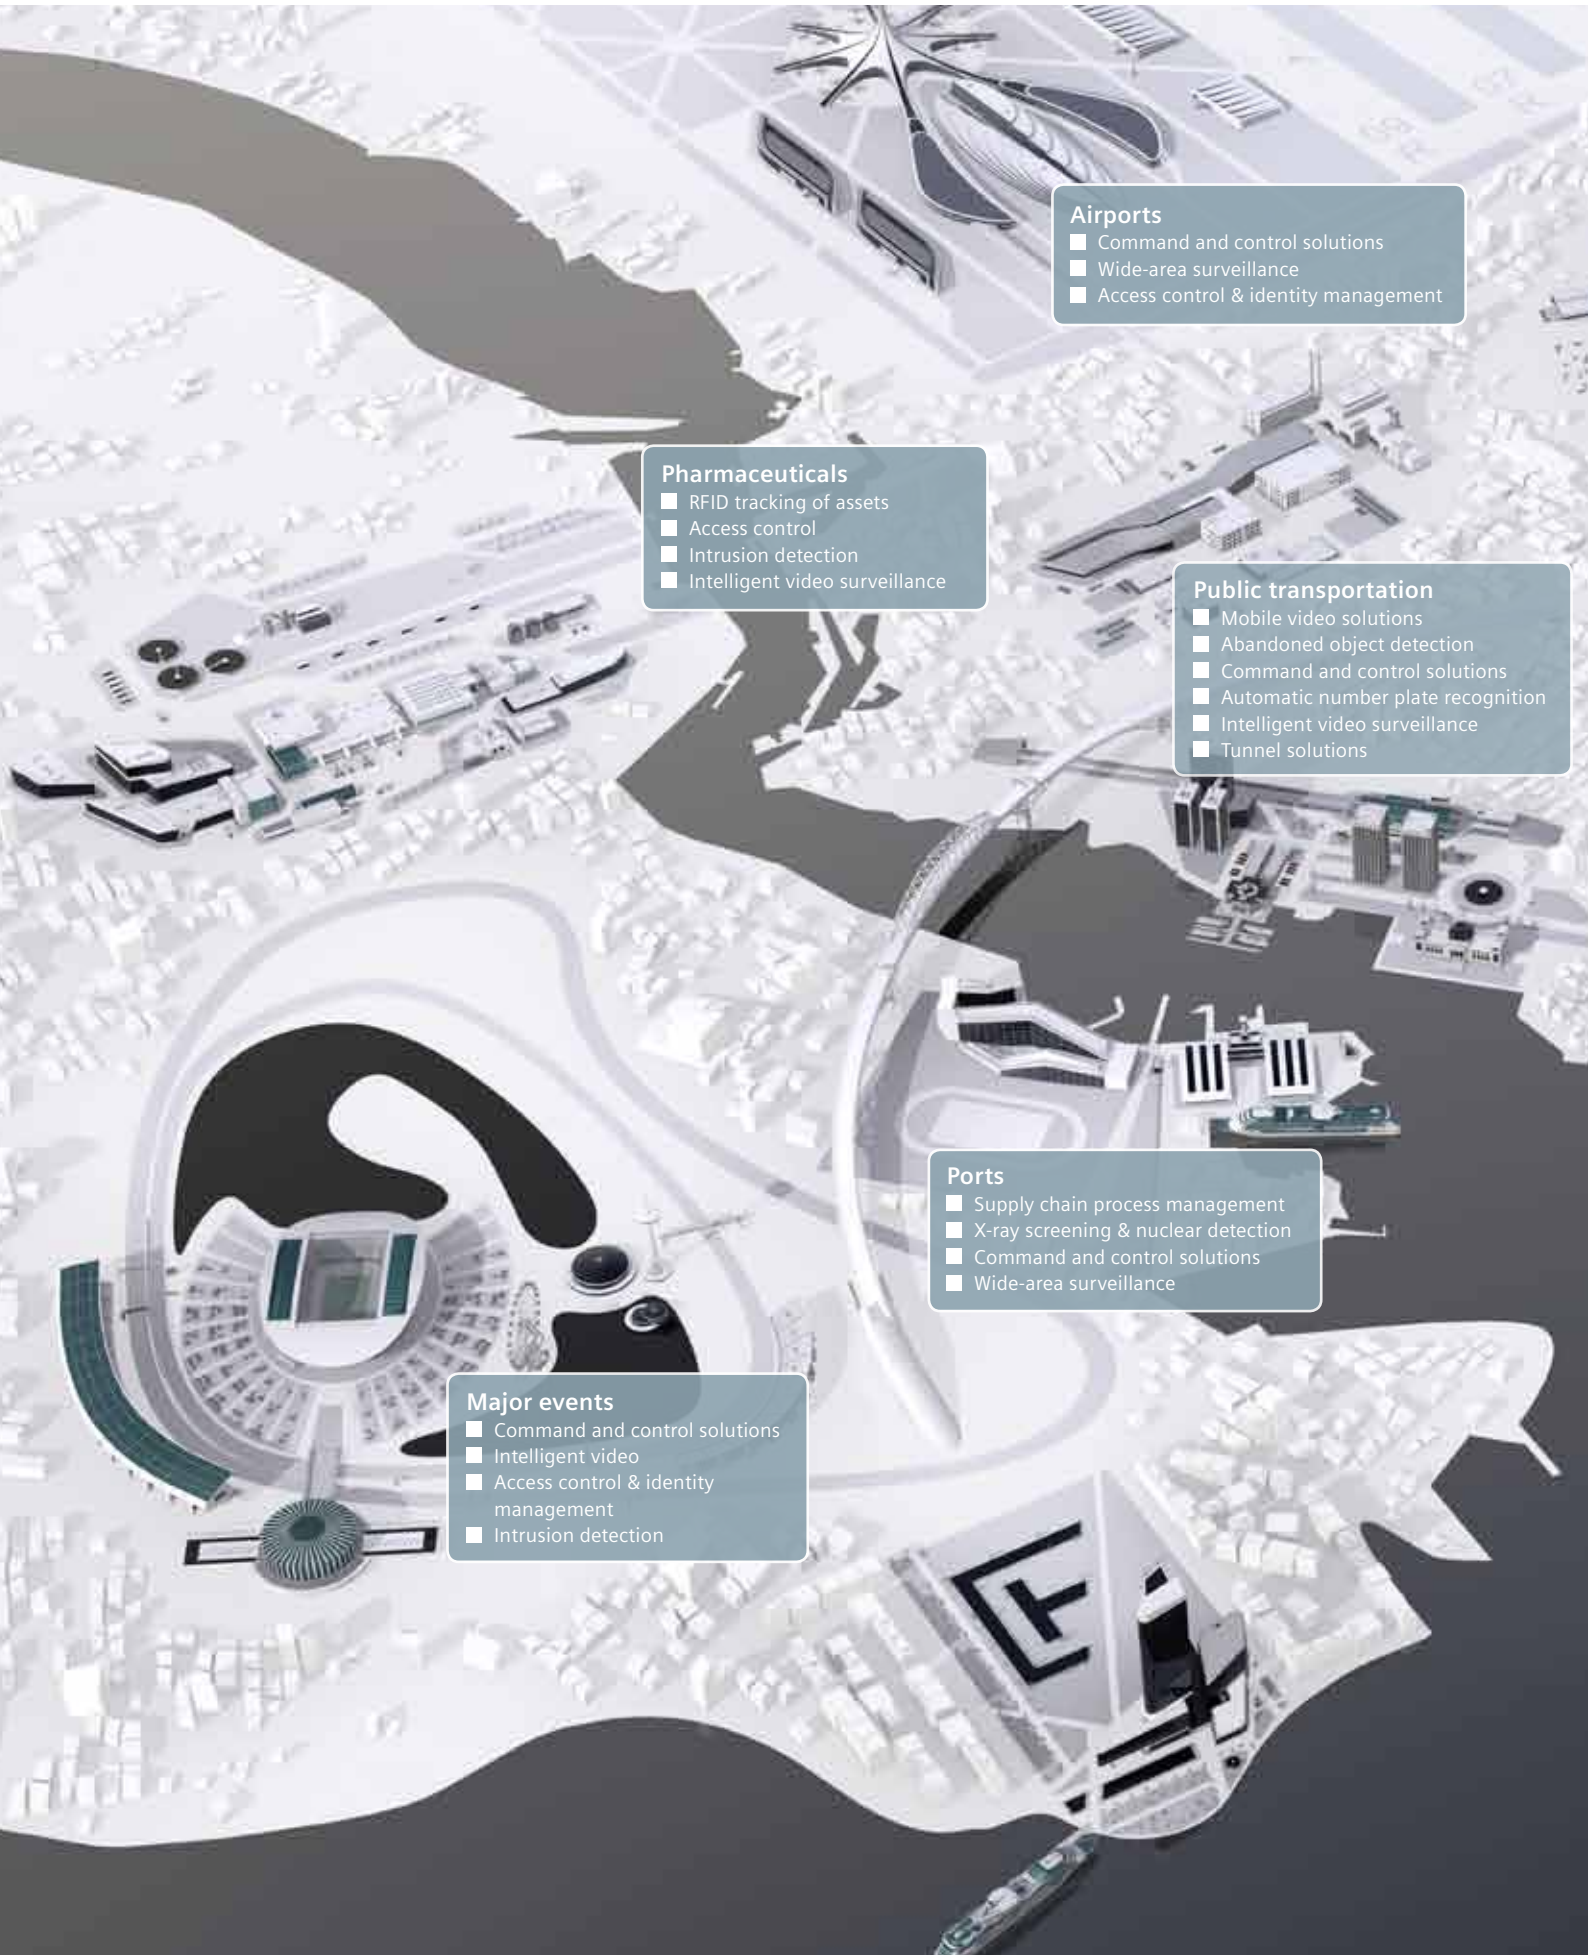 Airports
Command and control solutions
Wide-area surveillance
Access control & identity management
Pharmaceuticals
RFID tracking of assets
Access control
Intrusion detection
Intelligent video surveillance
Public transportation
Mobile video solutions
Abandoned object detection
Command and control solutions
Automatic number plate recognition
Intelligent video surveillance
Tunnel solutions
Ports
Supply chain process management
X-ray screening & nuclear detection
Command and control solutions
Wide-area surveillance
Major events
Command and control solutions
Intelligent video
Access control & identity
management
Intrusion detection